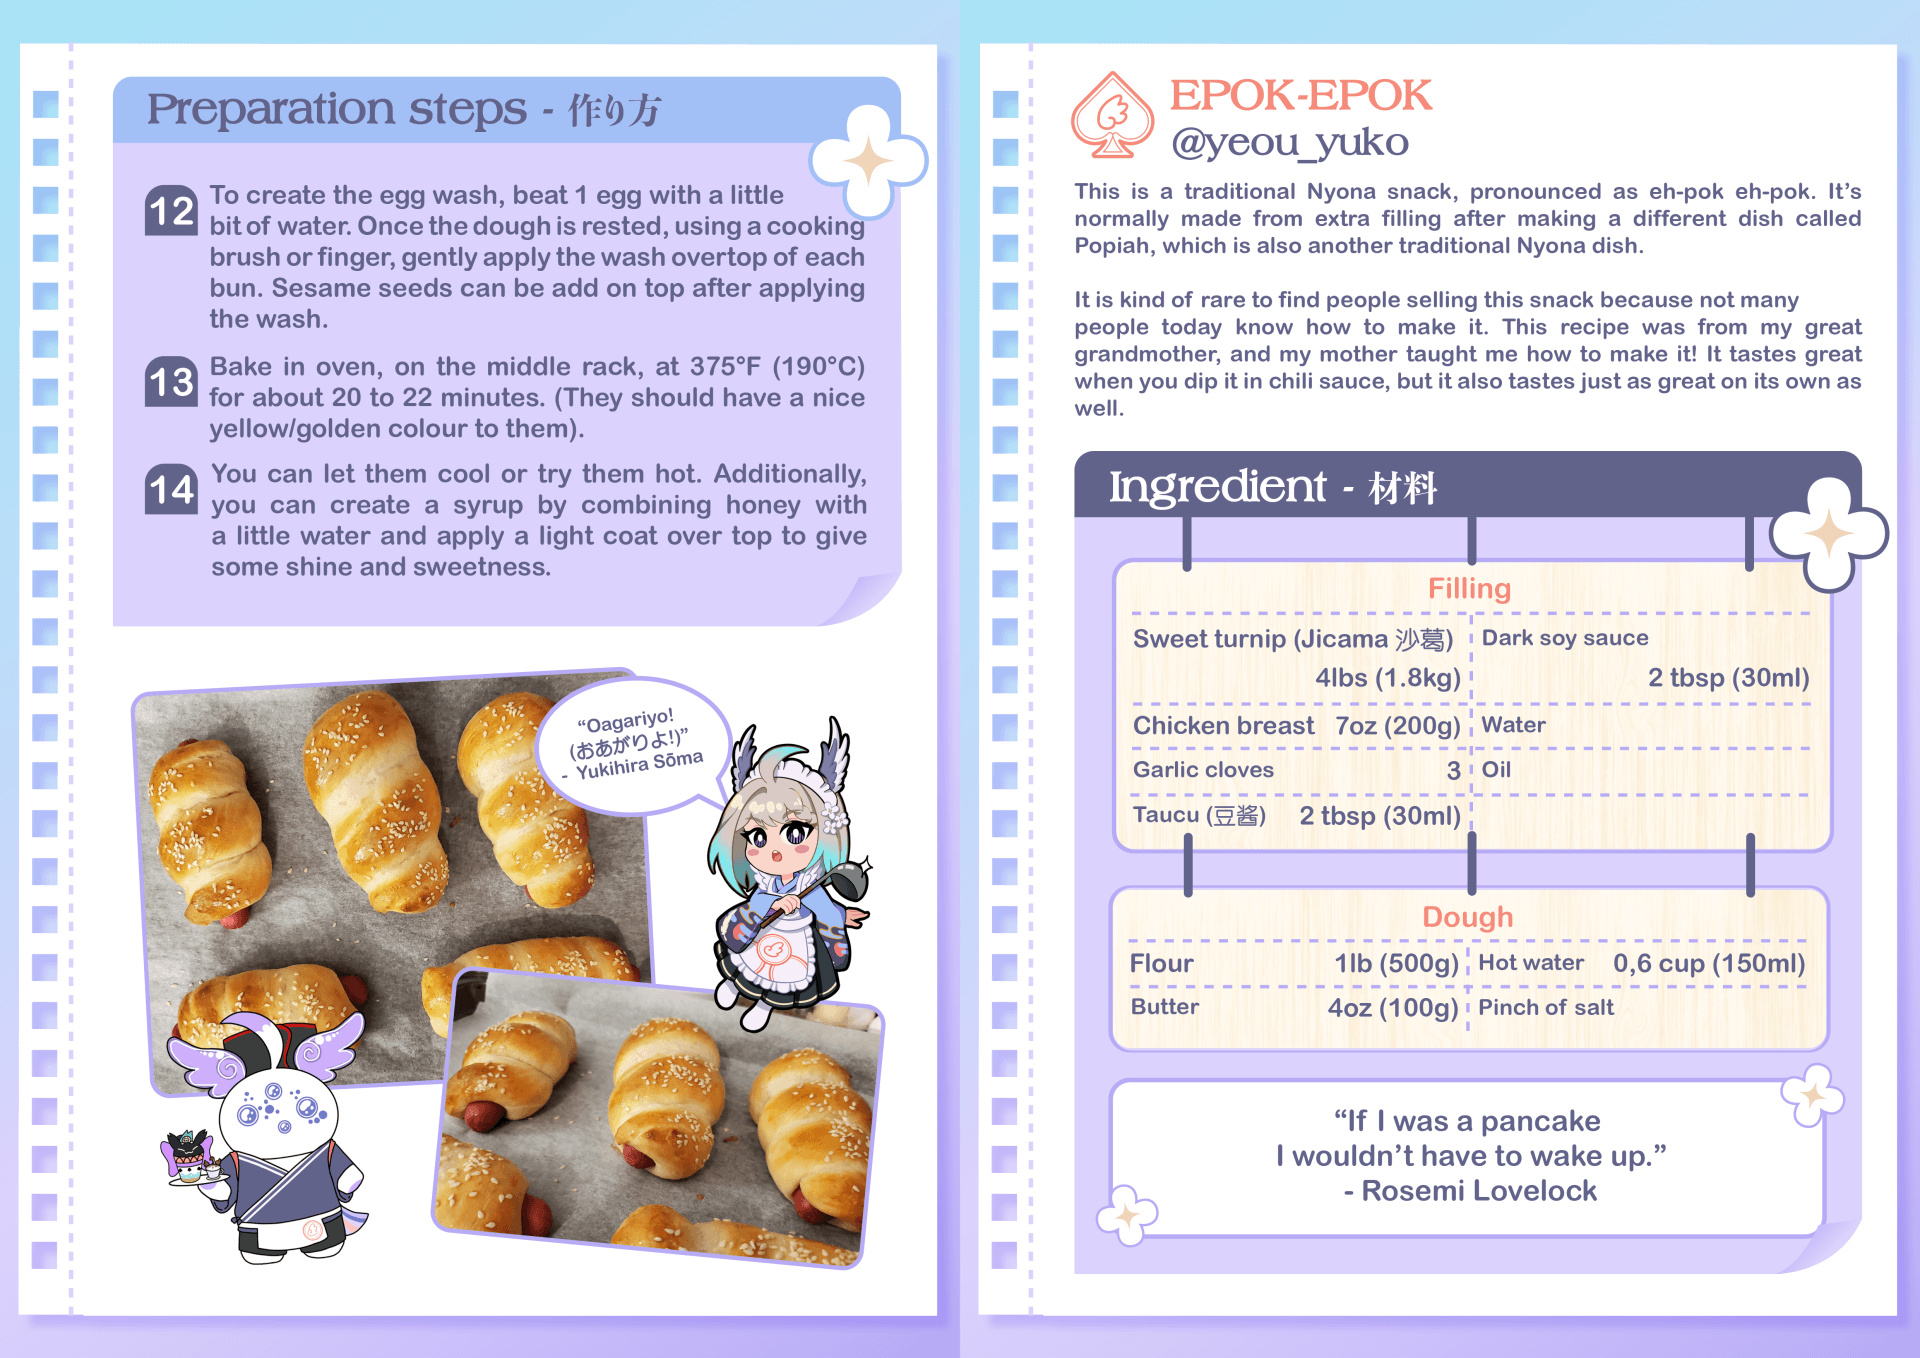 Preparation steps - 作り方
12
To create the egg wash, beat 1 egg with a little
bit of water. Once the dough is rested, using a cooking
brush or finger, gently apply the wash overtop of each
bun. Sesame seeds can be add on top after applying
the wash.
13
Bake in oven, on the middle rack, at 375°F (190°C)
for about 20 to 22 minutes. (They should have a nice
yellow/golden colour to them).
14
You can let them cool or try them hot. Additionally,
you can create a syrup by combining honey with
a little water and apply a light coat over top to give
some shine and sweetness.
“Oagariyo!
(おあがりよ!)”
- Yukihira Sōma
EPOK-EPOK
@yeou_yuko
This is a traditional Nyona snack, pronounced as eh-pok eh-pok. It’s
normally made from extra filling after making a different dish called
Popiah, which is also another traditional Nyona dish.
It is kind of rare to find people selling this snack because not many
people today know how to make it. This recipe was from my great
grandmother, and my mother taught me how to make it! It tastes great
when you dip it in chili sauce, but it also tastes just as great on its own as
well.
Ingredient - 材料
Filling
Sweet turnip (Jicama 沙葛)
4lbs (1.8kg)
Chicken breast 7oz (200g)
Garlic cloves 3
Taucu (豆酱) 2 tbsp (30ml)
Dark soy sauce
2 tbsp (30ml)
Water
Oil
Dough
Flour 1lb (500g)
Butter 4oz (100g)
Hot water 0,6 cup (150ml)
Pinch of salt
“If I was a pancake
I wouldn’t have to wake up.”
- Rosemi Lovelock